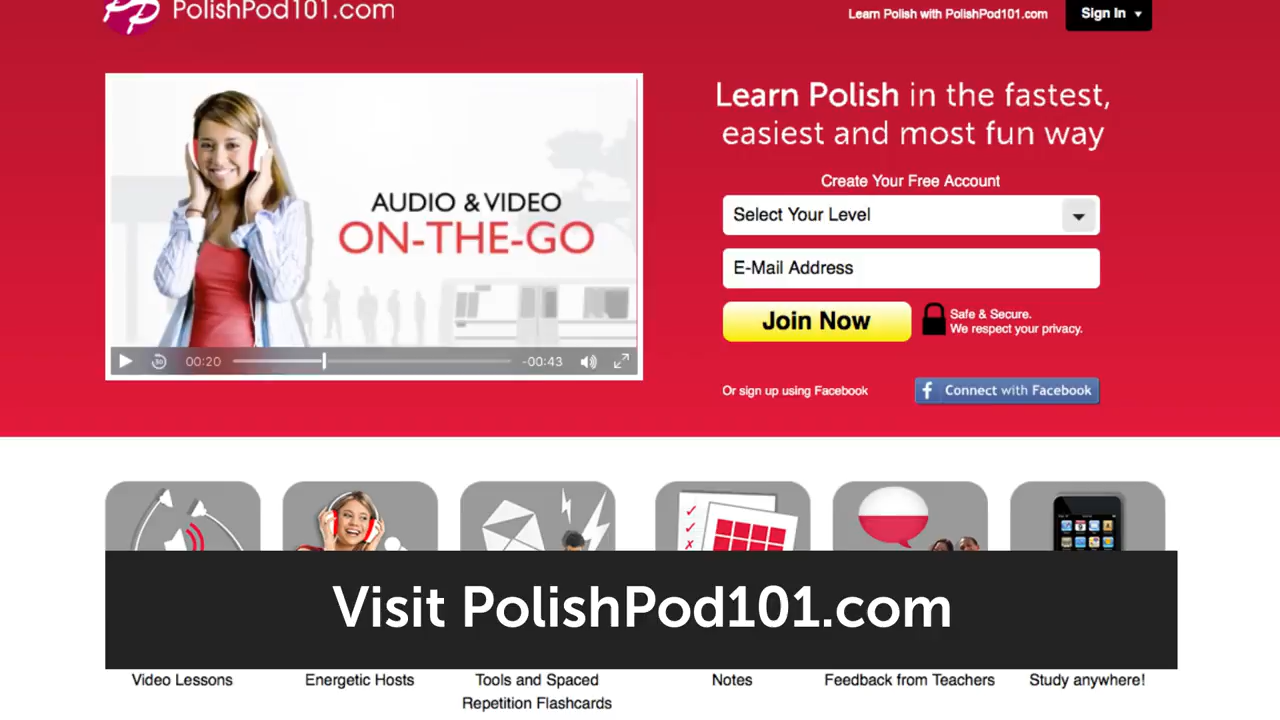 PolishPod101.com
Learn Polish with PolishPod101.com
Sign In
Learn Polish in the fastest,
easiest and most fun way
Create Your Free Account
Select Your Level
E-Mail Address
Join Now
Safe & Secure.
We respect your privacy.
Or sign up using Facebook
Connect with Facebook
AUDIO & VIDEO
ON-THE-GO
30
00:20
-00:43
Visit PolishPod101.com
Video Lessons
Energetic Hosts
Tools and Spaced
Repetition Flashcards
Notes
Feedback from Teachers
Study anywhere!